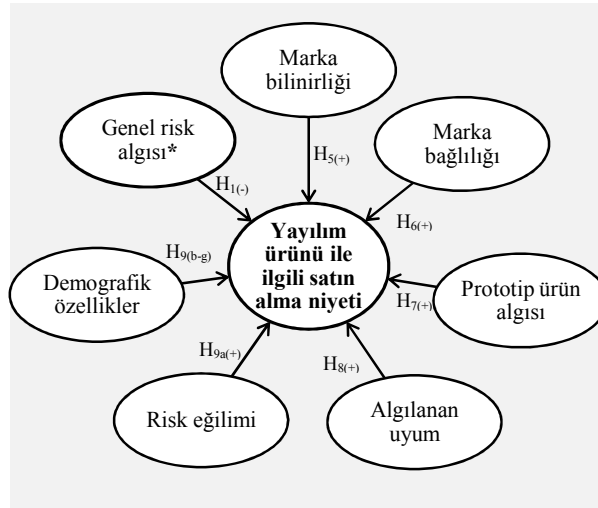 Marka
bilinirliği
Genel risk
algısı*
Marka
bağlılığı
H1(-)
H5(+)
H6(+)
Yayılım
ürünü ile
ilgili satın
alma niyeti
H9(b-g)
Demografik
özellikler
Prototip ürün
algısı
H7(+)
H9a(+)
H8(+)
Risk eğilimi
Algılanan
uyum